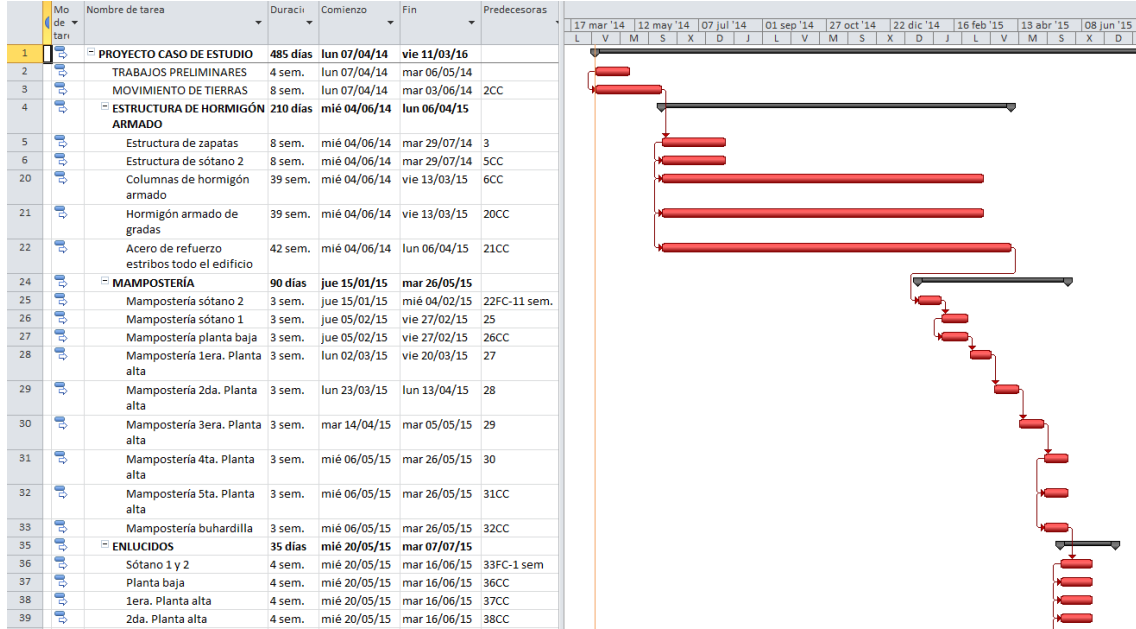 Mo de tare Nombre de tarea Duració Comienzo Fin Predecesoras
17 mar '14 12 may '14 07 jul '14 01 sep '14 27 oct '14 22 dic '14 16 feb '15 13 abr '15 08 jun '15
L V M S X D J L V M S X D J L V M S X D
1 PROYECTO CASO DE ESTUDIO 485 días lun 07/04/14 vie 11/03/16
2 TRABAJOS PRELIMINARES 4 sem. lun 07/04/14 mar 06/05/14
3 MOVIMIENTO DE TIERRAS 8 sem. lun 07/04/14 mar 03/06/14 2CC
4 ESTRUCTURA DE HORMIGÓN 210 días mié 04/06/14 lun 06/04/15
ARMADO
5 Estructura de zapatas 8 sem. mié 04/06/14 mar 29/07/14 3
6 Estructura de sótano 2 8 sem. mié 04/06/14 mar 29/07/14 5CC
20 Columnas de hormigón 39 sem. mié 04/06/14 vie 13/03/15 6CC
armado
21 Hormigón armado de 39 sem. mié 04/06/14 vie 13/03/15 20CC
gradas
22 Acero de refuerzo 42 sem. mié 04/06/14 lun 06/04/15 21CC
estribos todo el edificio
24 MAMPOSTERÍA 90 días jue 15/01/15 mar 26/05/15
25 Mampostería sótano 2 3 sem. jue 15/01/15 mié 04/02/15 22FC-11 sem.
26 Mampostería sótano 1 3 sem. jue 05/02/15 vie 27/02/15 25
27 Mampostería planta baja 3 sem. jue 05/02/15 vie 27/02/15 26CC
28 Mampostería 1era. Planta 3 sem. lun 02/03/15 vie 20/03/15 27
alta
29 Mampostería 2da. Planta 3 sem. lun 23/03/15 lun 13/04/15 28
alta
30 Mampostería 3era. Planta 3 sem. mar 14/04/15 mar 05/05/15 29
alta
31 Mampostería 4ta. Planta 3 sem. mié 06/05/15 mar 26/05/15 30
alta
32 Mampostería 5ta. Planta 3 sem. mié 06/05/15 mar 26/05/15 31CC
alta
33 Mampostería buhardilla 3 sem. mié 06/05/15 mar 26/05/15 32CC
35 ENLUCIDOS 35 días mié 20/05/15 mar 07/07/15
36 Sótano 1 y 2 4 sem. mié 20/05/15 mar 16/06/15 33FC-1 sem
37 Planta baja 4 sem. mié 20/05/15 mar 16/06/15 36CC
38 1era. Planta alta 4 sem. mié 20/05/15 mar 16/06/15 37CC
39 2da. Planta alta 4 sem. mié 20/05/15 mar 16/06/15 38CC